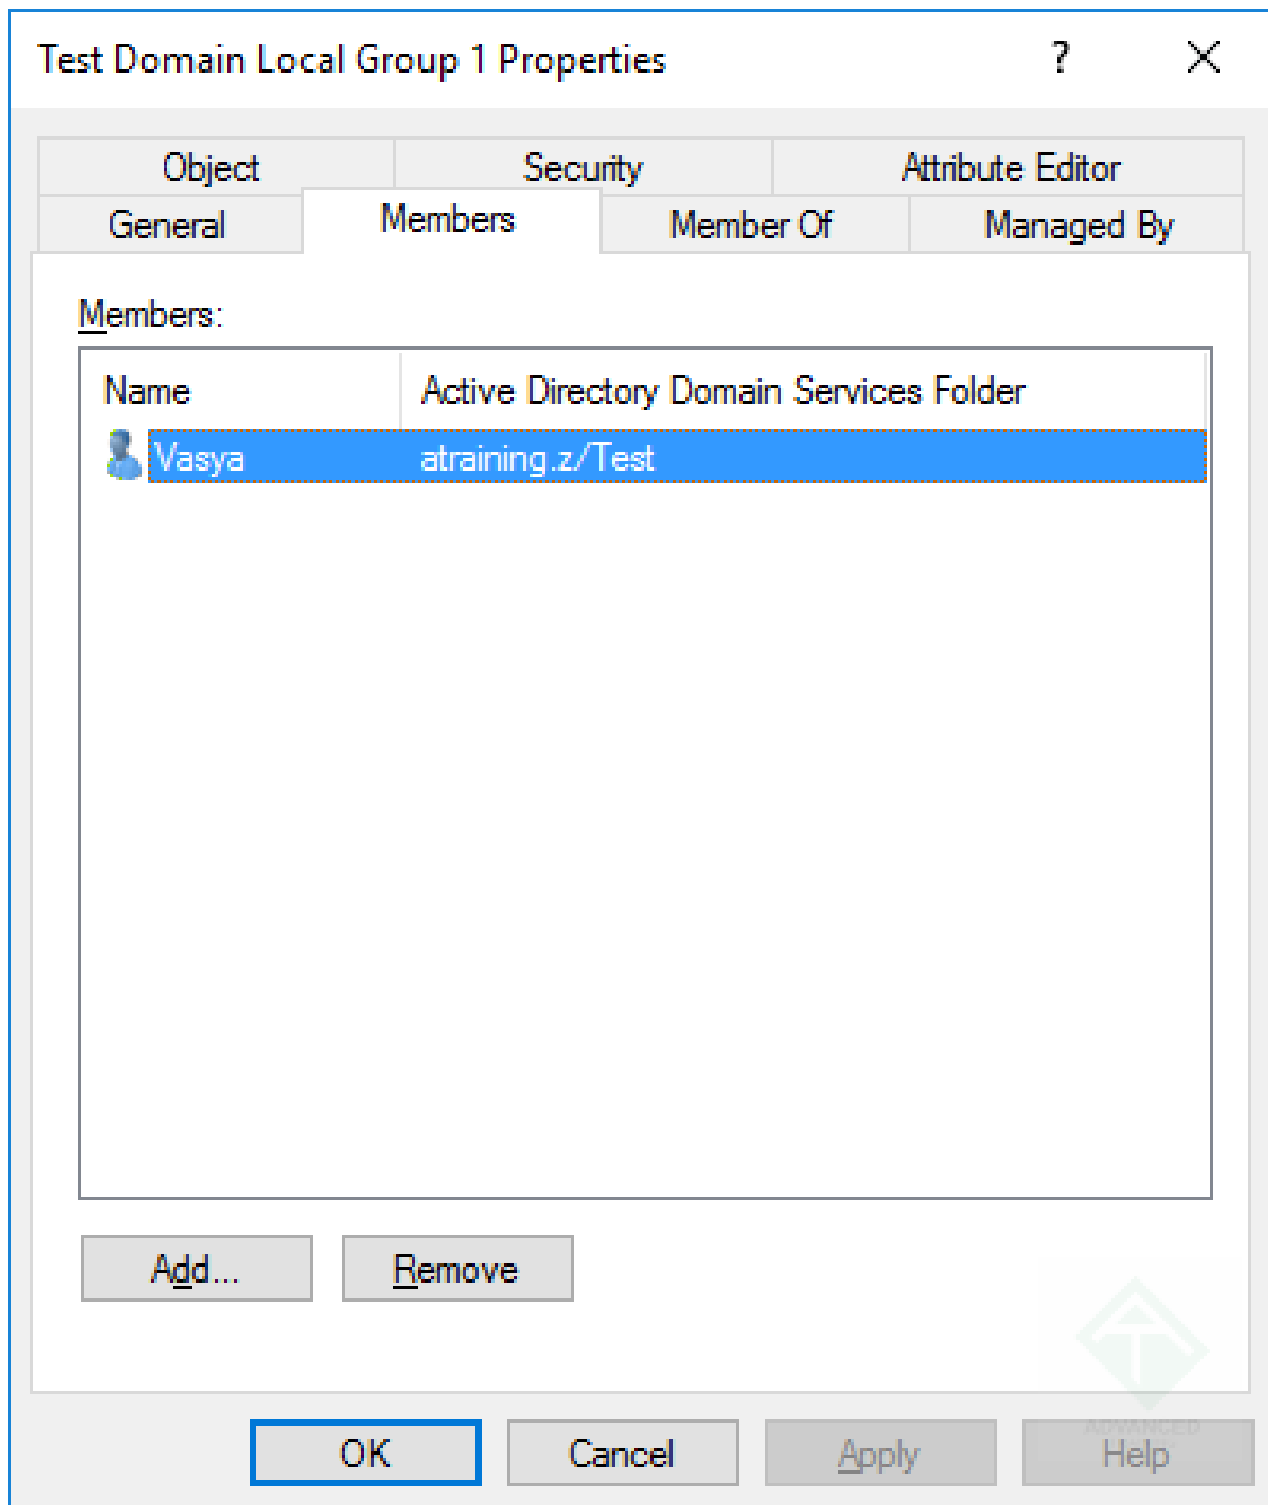 Test Domain Local Group 1 Properties ?
Object Security Attribute Editor
General Members Member Of Managed By
Members:
Name Active Directory Domain Services Folder
Vasya atraining.z/Test
Add... Remove
ADVANCED
OK Cancel Apply Help